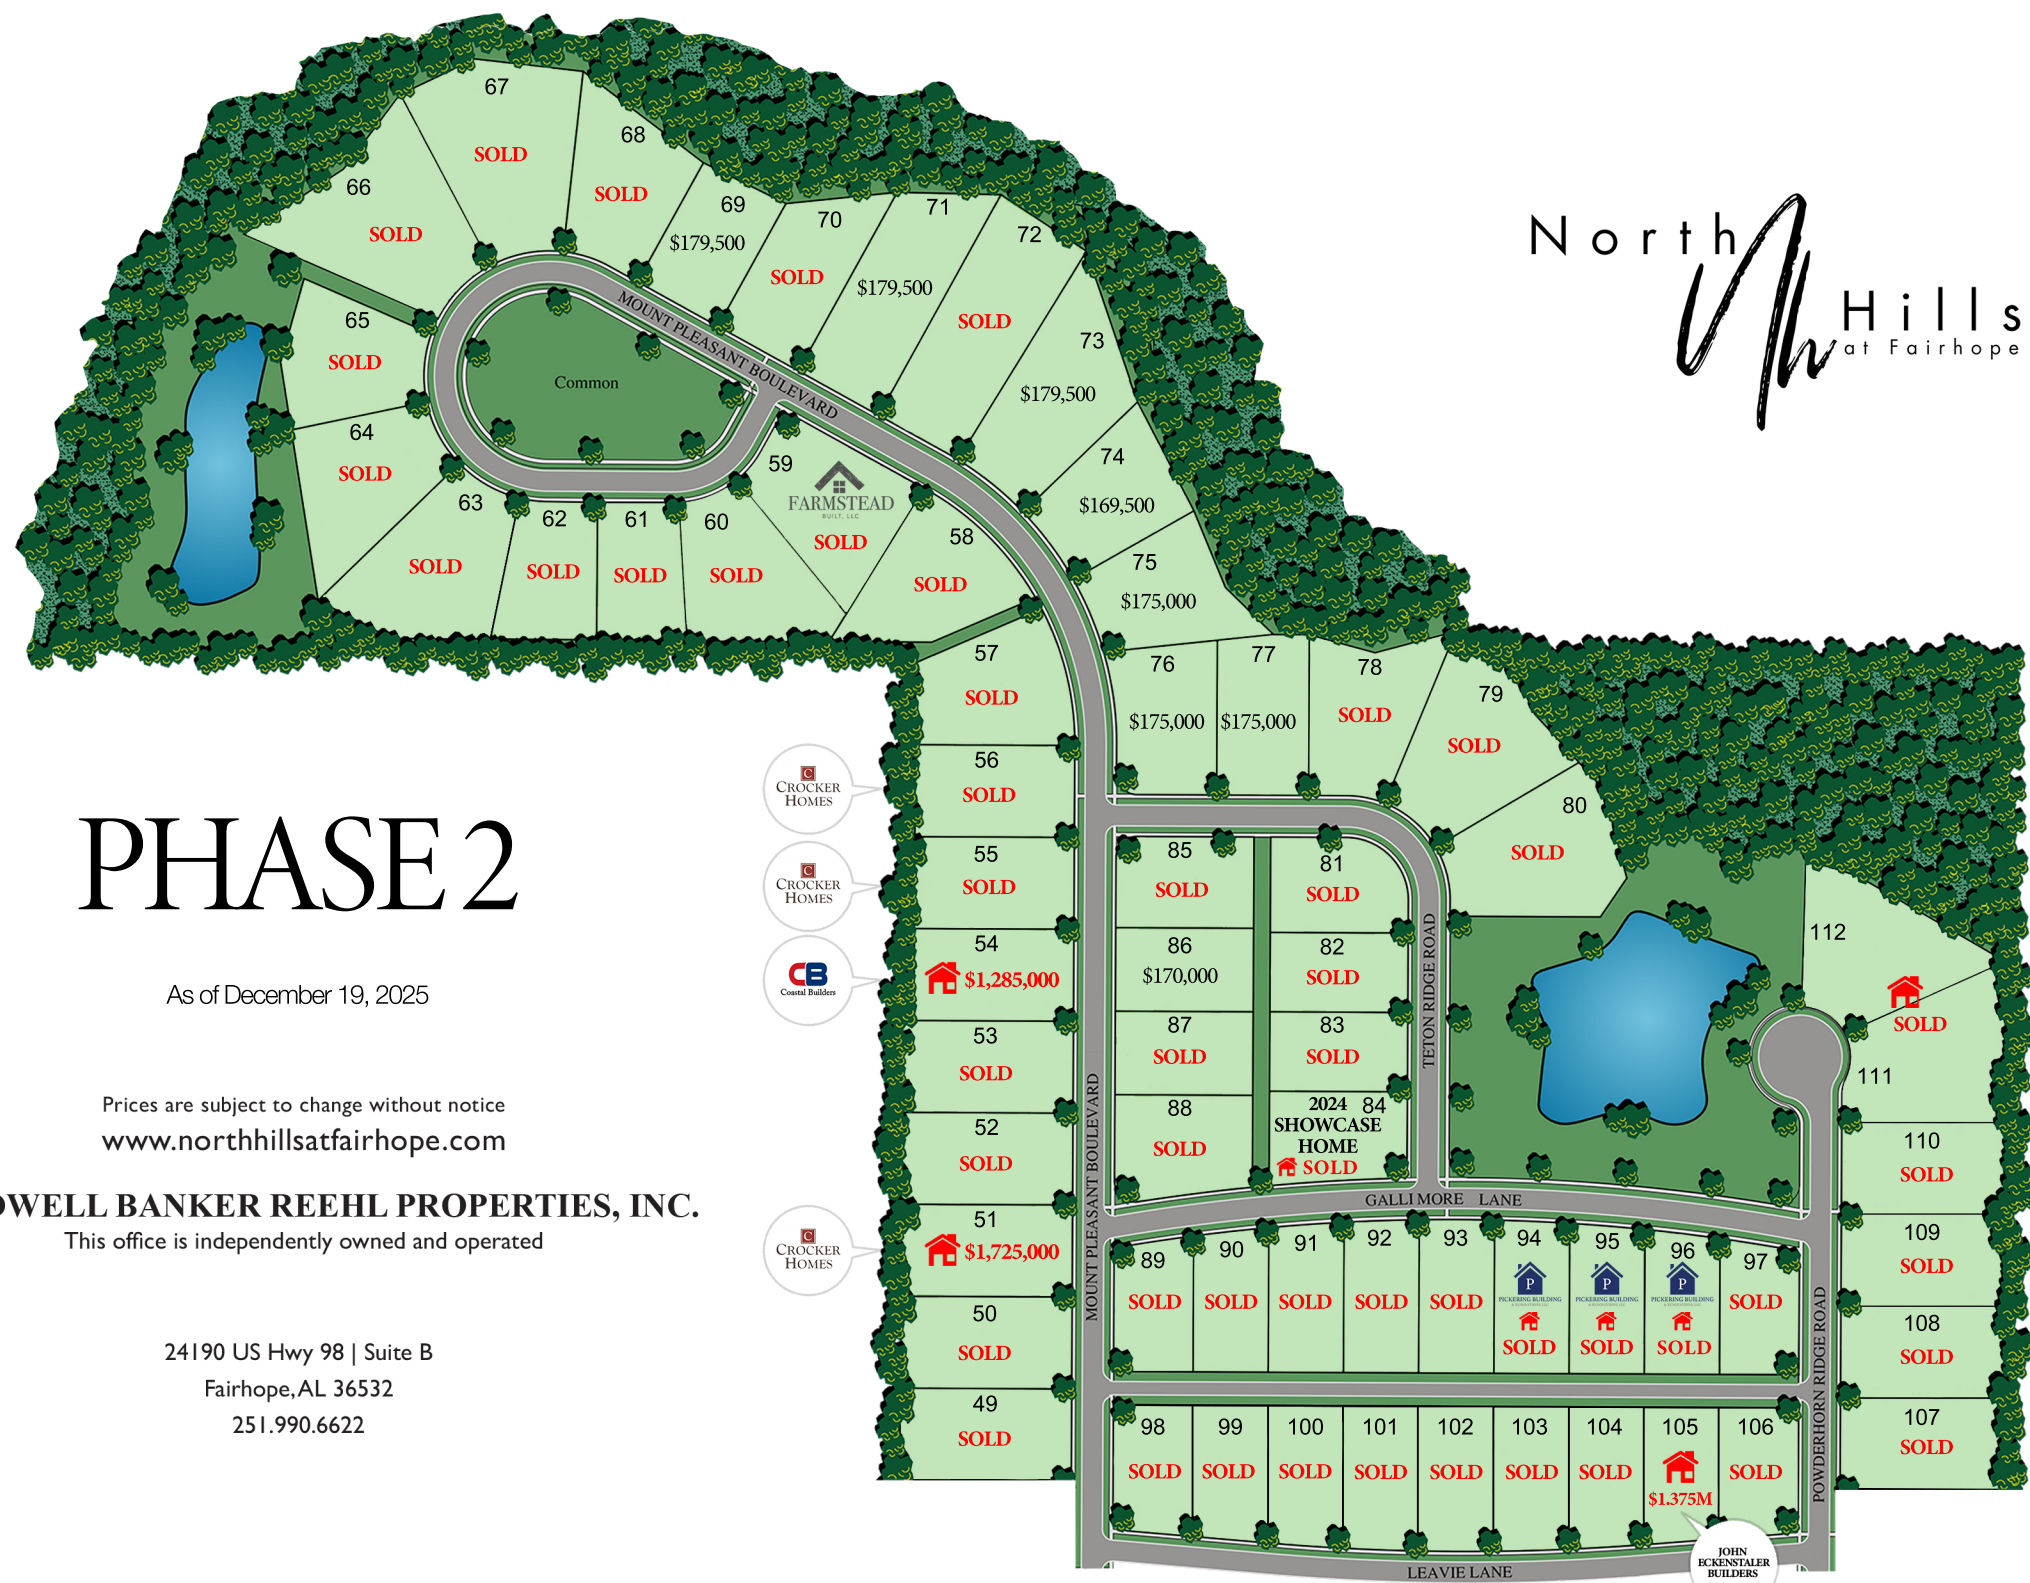 North
Hills
at Fairhope
67
SOLD
68
SOLD
66
SOLD
69
$179,500
70
SOLD
71
$179,500
72
SOLD
73
$179,500
74
$169,500
75
$175,000
65
SOLD
64
SOLD
63
SOLD
62
SOLD
61
SOLD
60
SOLD
59
FARMSTEAD
BUILT, LLC
SOLD
58
SOLD
Common
MOUNT PLEASANT BOULEVARD
57
SOLD
76
$175,000
77
$175,000
78
SOLD
79
SOLD
80
SOLD
PHASE 2
As of December 19, 2025
Prices are subject to change without notice
www.northhillsatfairhope.com
WELL BANKER REEHL PROPERTIES, INC.
This office is independently owned and operated
24190 US Hwy 98 | Suite B
Fairhope, AL 36532
251.990.6622
C
CROCKER
HOMES
56
SOLD
C
CROCKER
HOMES
55
SOLD
CB
Coastal Builders
54
$1,285,000
53
SOLD
52
SOLD
C
CROCKER
HOMES
51
$1,725,000
50
SOLD
49
SOLD
MOUNT PLEASANT BOULEVARD
85
SOLD
86
$170,000
87
SOLD
88
SOLD
81
SOLD
82
SOLD
83
SOLD
2024 84
SHOWCASE
HOME
SOLD
TETON RIDGE ROAD
GALLIMORE LANE
112
SOLD
111
110
SOLD
109
SOLD
108
SOLD
107
SOLD
POWDERHORN RIDGE ROAD
89
SOLD
90
SOLD
91
SOLD
92
SOLD
93
SOLD
94
P
PICKERING BUILDING
SOLD
95
P
PICKERING BUILDING
SOLD
96
P
PICKERING BUILDING
SOLD
97
SOLD
98
SOLD
99
SOLD
100
SOLD
101
SOLD
102
SOLD
103
SOLD
104
SOLD
105
$1.375M
106
SOLD
JOHN
ECKENSTALER
BUILDERS
LEAVIE LANE